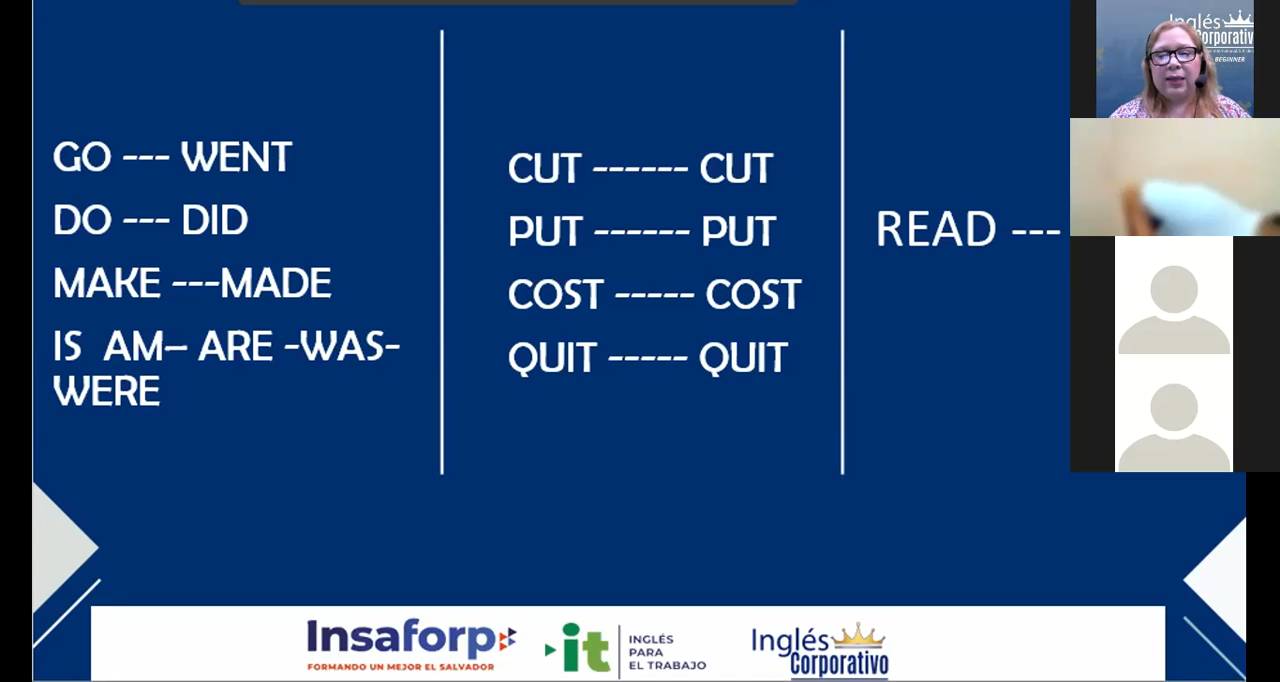 GO --- WENT
DO --- DID
MAKE ---MADE
IS  AM– ARE -WAS-
WERE
CUT ------ CUT
PUT ------ PUT
COST ----- COST
QUIT ----- QUIT
READ ---
Insaforp
FORMANDO UN MEJOR EL SALVADOR
it
INGLÉS
PARA
EL TRABAJO
Inglés
Corporativo
Inglés
Corporativo
BEGINNER